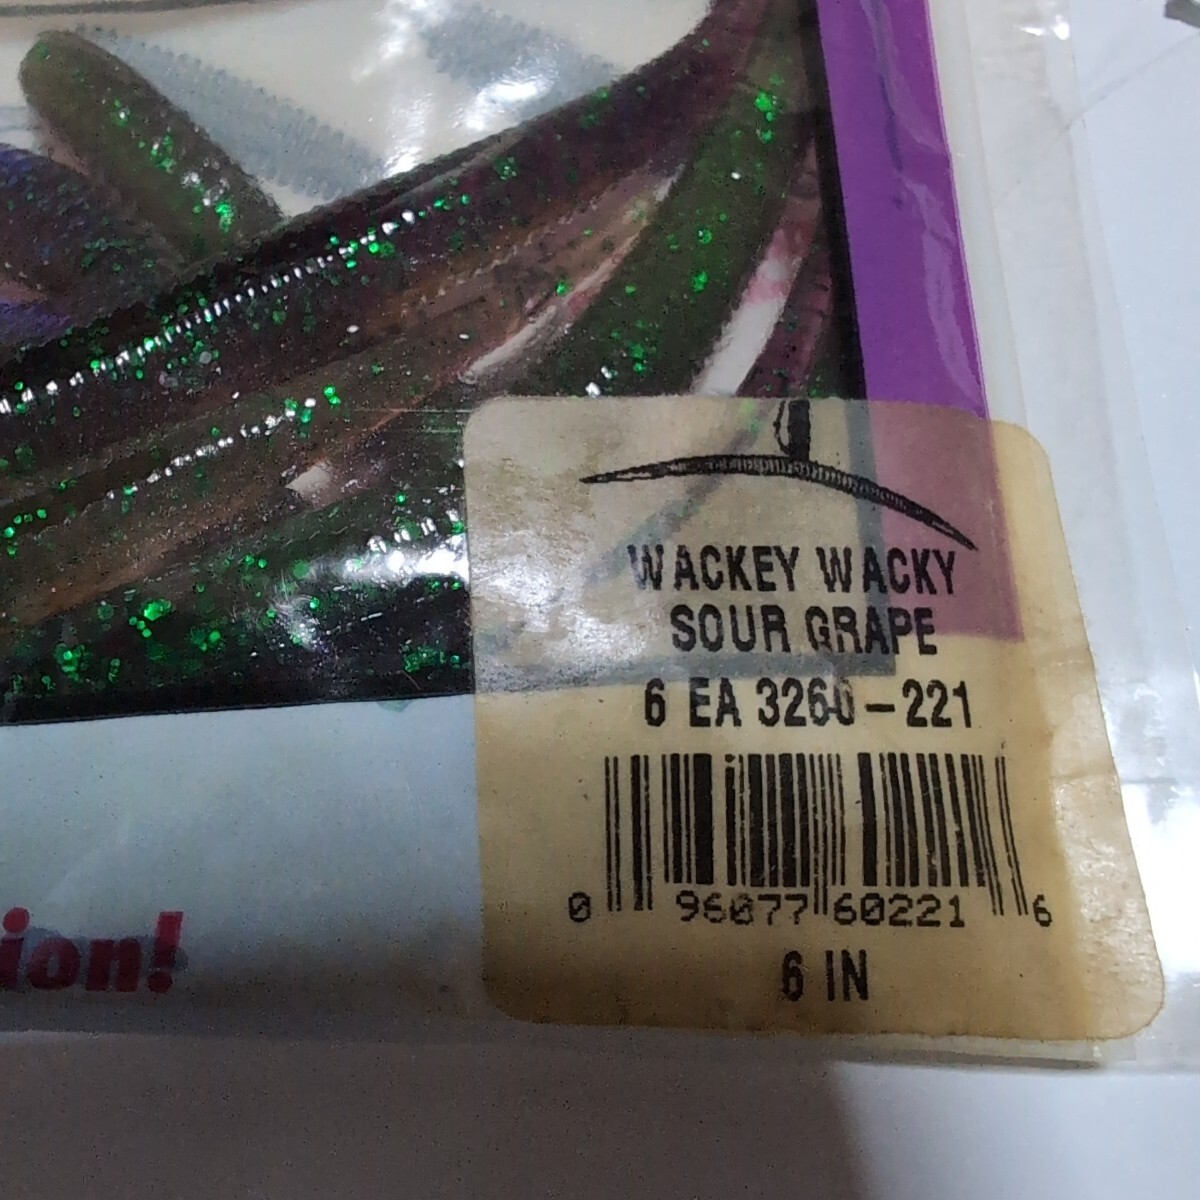 WACKEY WACKY
SOUR GRAPE
6 EA 3260-221
0 96077 60221 6
6 IN
ion!